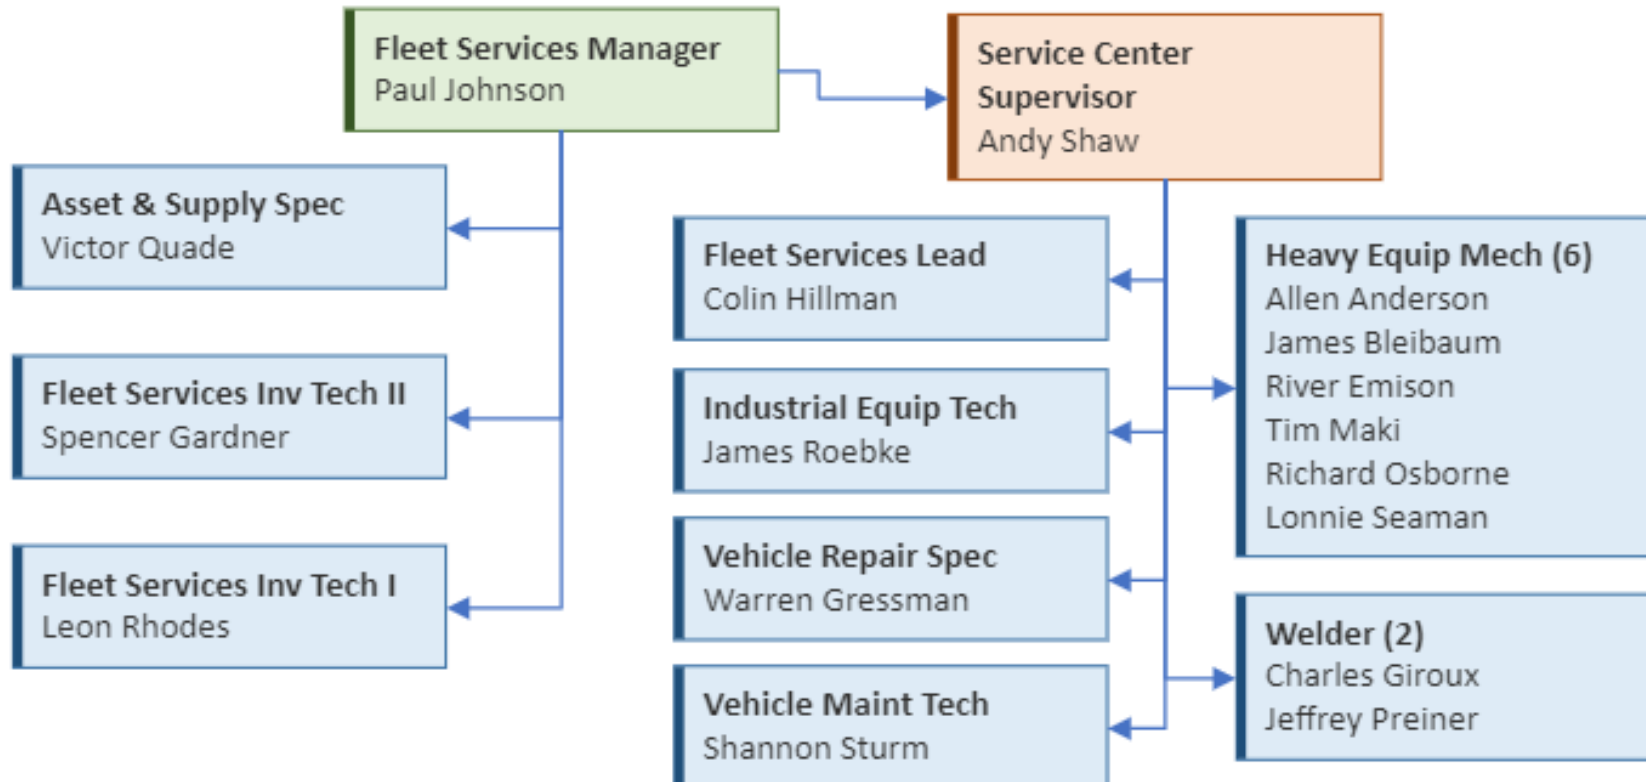 Fleet Services Manager
Paul Johnson
Service Center
Supervisor
Andy Shaw
Asset & Supply Spec
Victor Quade
Fleet Services Inv Tech II
Spencer Gardner
Fleet Services Inv Tech I
Leon Rhodes
Fleet Services Lead
Colin Hillman
Industrial Equip Tech
James Roebke
Vehicle Repair Spec
Warren Gressman
Vehicle Maint Tech
Shannon Sturm
Heavy Equip Mech (6)
Allen Anderson
James Bleibaum
River Emison
Tim Maki
Richard Osborne
Lonnie Seaman
Welder (2)
Charles Giroux
Jeffrey Preiner